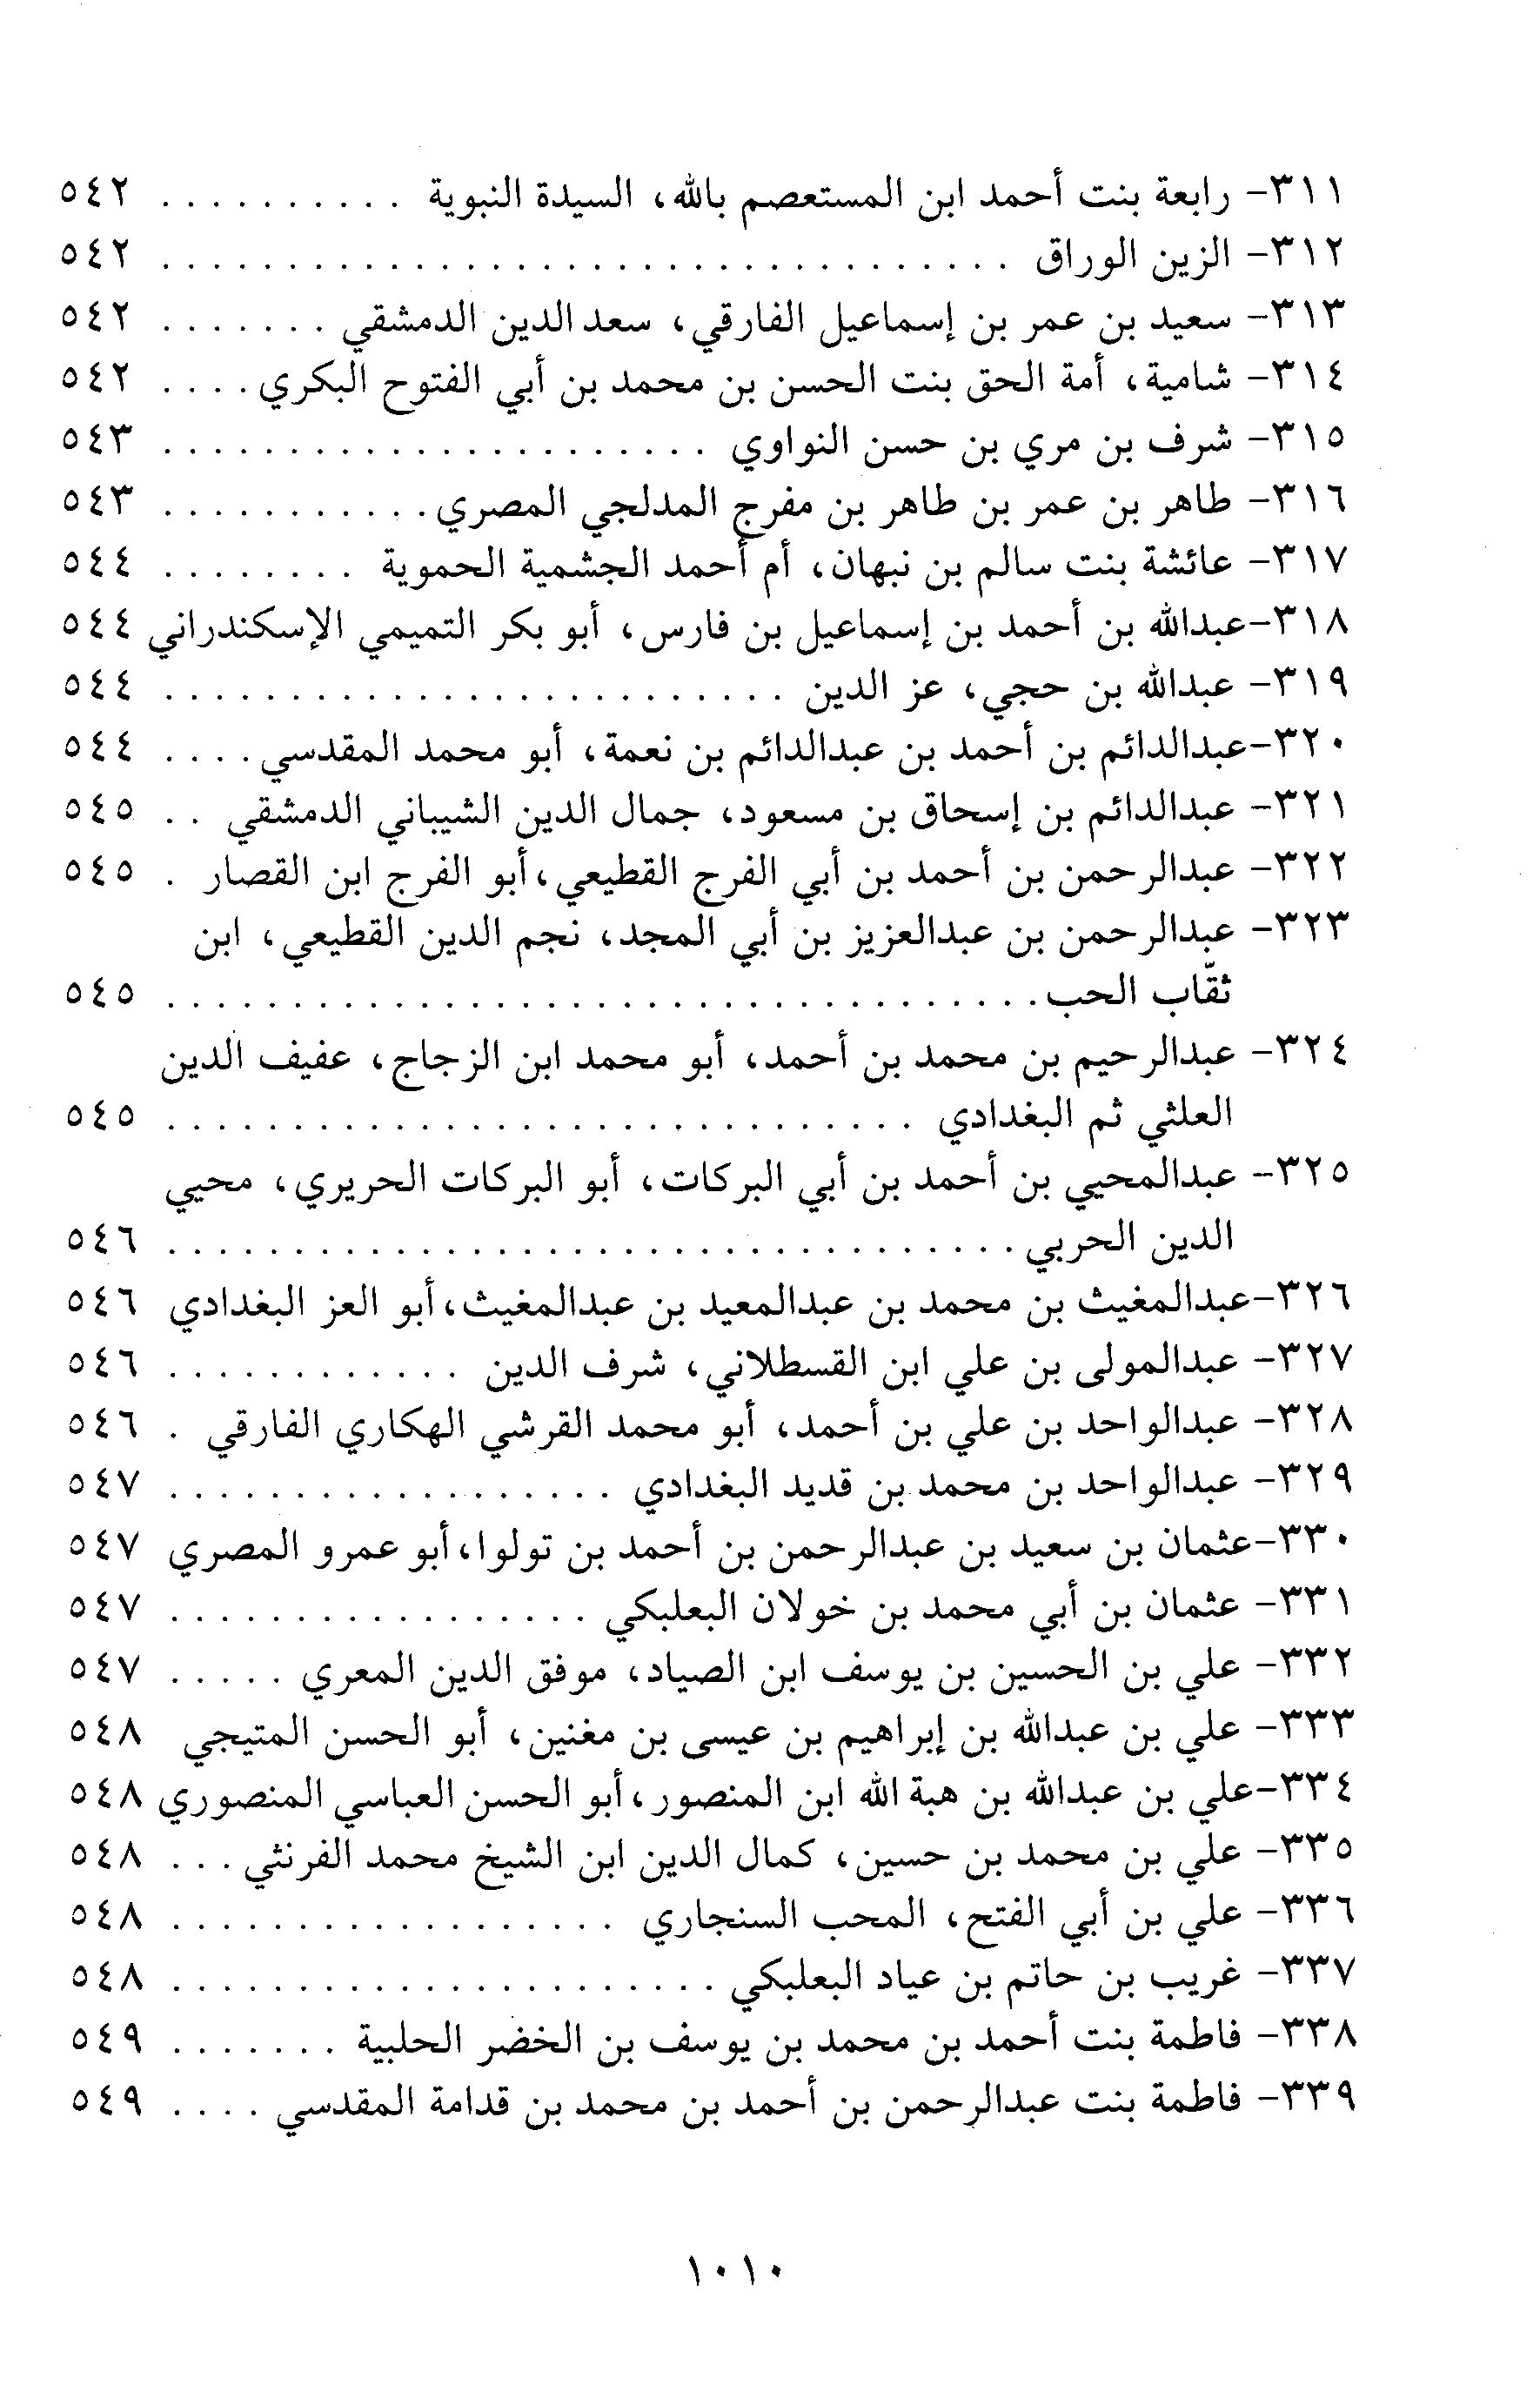 ٣١١- رابعة بنت أحمد ابن المستعصم بالله، السيدة النبوية . . . . . . . . . . ٥٤٢
٣١٢- الزين الوراق . . . . . . . . . . . . . . . . . . . . . . . . . . . . . . . . . . ٥٤٢
٣١٣- سعيد بن عمر بن إسماعيل الفارقي، سعد الدين الدمشقي . . . . . . . ٥٤٢
٣١٤- شامية، أمة الحق بنت الحسن بن محمد بن أبي الفتوح البكري . . . . ٥٤٢
٣١٥- شرف بن مري بن حسن النواوي . . . . . . . . . . . . . . . . . . . . . . ٥٤٣
٣١٦- طاهر بن عمر بن طاهر بن مفرج المدلجي المصري . . . . . . . . . . . ٥٤٣
٣١٧- عائشة بنت سالم بن نبهان، أم أحمد الجشمية الحموية . . . . . . . . ٥٤٤
٣١٨-عبدالله بن أحمد بن إسماعيل بن فارس، أبو بكر التميمي الإسكندراني ٥٤٤
٣١٩- عبدالله بن حجي، عز الدين . . . . . . . . . . . . . . . . . . . . . . . . . ٥٤٤
٣٢٠-عبدالدائم بن أحمد بن عبدالدائم بن نعمة، أبو محمد المقدسي . . . . ٥٤٤
٣٢١- عبدالدائم بن إسحاق بن مسعود، جمال الدين الشيباني الدمشقي . . ٥٤٥
٣٢٢- عبدالرحمن بن أحمد بن أبي الفرج القطيعي،أبو الفرج ابن القصار . ٥٤٥
٣٢٣- عبدالرحمن بن عبدالعزيز بن أبي المجد، نجم الدين القطيعي، ابن
ثقّاب الحب . . . . . . . . . . . . . . . . . . . . . . . . . . . . . . . . . . . ٥٤٥
٣٢٤- عبدالرحيم بن محمد بن أحمد، أبو محمد ابن الزجاج، عفيف الدين
العلثي ثم البغدادي . . . . . . . . . . . . . . . . . . . . . . . . . . . . . . ٥٤٥
٣٢٥- عبدالمحيي بن أحمد بن أبي البركات، أبو البركات الحريري، محيي
الدين الحربي . . . . . . . . . . . . . . . . . . . . . . . . . . . . . . . . . . ٥٤٦
٣٢٦-عبدالمغيث بن محمد بن عبدالمعيد بن عبدالمغيث،أبو العز البغدادي ٥٤٦
٣٢٧- عبدالمولى بن علي ابن القسطلاني، شرف الدين . . . . . . . . . . . . ٥٤٦
٣٢٨- عبدالواحد بن علي بن أحمد، أبو محمد القرشي الهكاري الفارقي . ٥٤٦
٣٢٩- عبدالواحد بن محمد بن قديد البغدادي . . . . . . . . . . . . . . . . . . ٥٤٧
٣٣٠-عثمان بن سعيد بن عبدالرحمن بن أحمد بن تولوا،أبو عمرو المصري ٥٤٧
٣٣١- عثمان بن أبي محمد بن خولان البعلبكي . . . . . . . . . . . . . . . . . ٥٤٧
٣٣٢- علي بن الحسين بن يوسف ابن الصياد، موفق الدين المعري . . . . . ٥٤٧
٣٣٣- علي بن عبدالله بن إبراهيم بن عيسى بن مغنين، أبو الحسن المتيجي ٥٤٨
٣٣٤-علي بن عبدالله بن هبة الله ابن المنصور،أبو الحسن العباسي المنصوري ٥٤٨
٣٣٥- علي بن محمد بن حسين، كمال الدين ابن الشيخ محمد الفرنثي . . . ٥٤٨
٣٣٦- علي بن أبي الفتح، المحب السنجاري . . . . . . . . . . . . . . . . . . ٥٤٨
٣٣٧- غريب بن حاتم بن عياد البعلبكي . . . . . . . . . . . . . . . . . . . . . . ٥٤٨
٣٣٨- فاطمة بنت أحمد بن محمد بن يوسف بن الخضر الحلبية . . . . . . . ٥٤٩
٣٣٩- فاطمة بنت عبدالرحمن بن أحمد بن محمد بن قدامة المقدسي . . . . ٥٤٩
١٠١٠